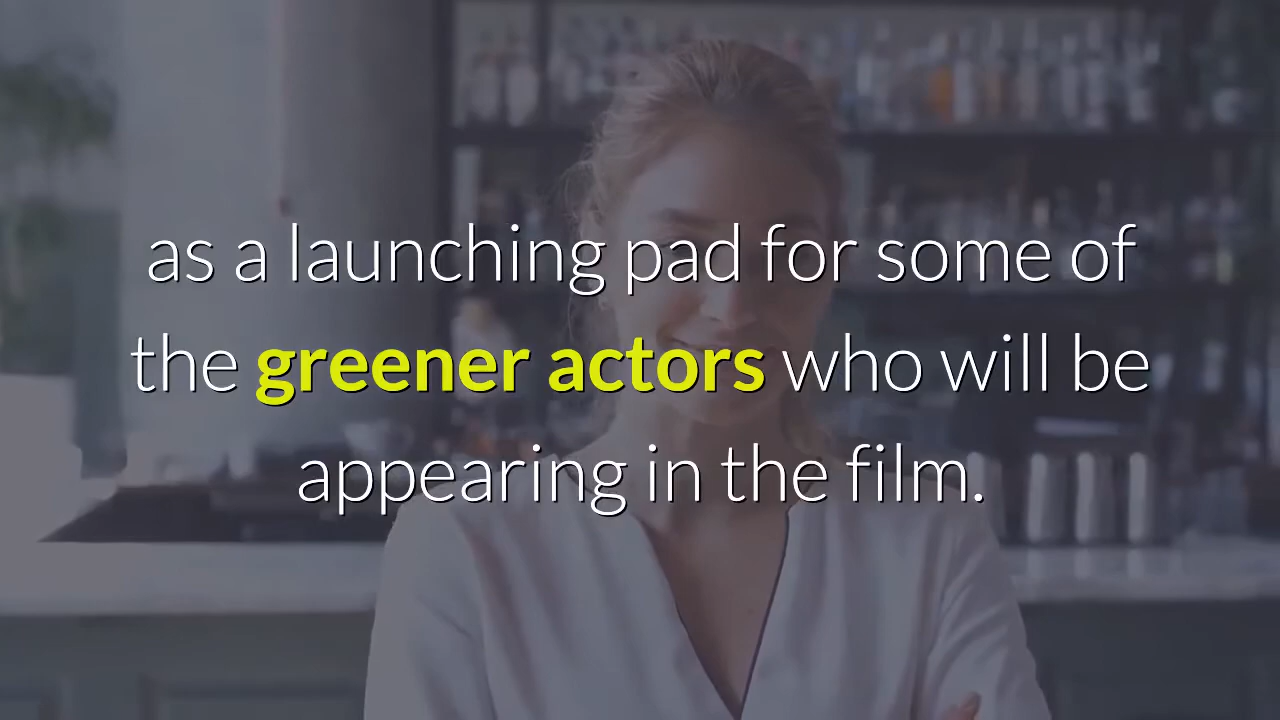 as a launching pad for some of
the greener actors who will be
appearing in the film.